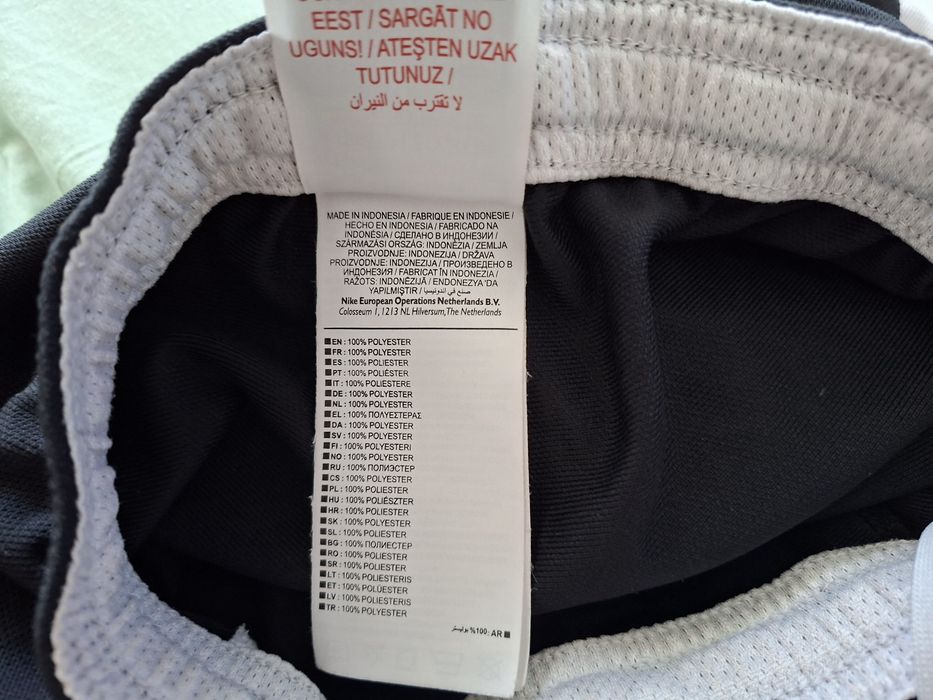 EEST / SARGĀT NO
UGUNS! / ATEŞTEN UZAK
TUTUNUZ /
لا تقترب من النيران
MADE IN INDONESIA / FABRIQUE EN INDONESIE /
HECHO EN INDONESIA / FABRICADO NA
INDONÉSIA / СДЕЛАНО В ИНДОНЕЗИИ /
SZÁRMAZÁSI ORSZÁG: INDONÉZIA / ZEMLJA
PROIZVODNJE: INDONEZIJA / DRŽAVA
PROIZVODNJE: INDONEZIJA / ПРОИЗВЕДЕНО В
ИНДОНЕЗИЯ / FABRICAT ÎN INDONEZIA /
RAŽOTS: INDONĒZIJĀ / ENDONEZYA 'DA
YAPILMIŞTIR / صنع في اندونيسيا
Nike European Operations Netherlands B.V.
Colosseum 1, 1213 NL Hilversum, The Netherlands
EN : 100% POLYESTER
FR : 100% POLYESTER
ES : 100% POLIESTER
PT : 100% POLIÉSTER
IT : 100% POLIESTERE
DE : 100% POLYESTER
NL : 100% POLYESTER
EL : 100% ΠΟΛΥΕΣΤΕΡΑΣ
DA : 100% POLYESTER
SV : 100% POLYESTER
FI : 100% POLYESTERI
NO : 100% POLYESTER
RU : 100% ПОЛИЭСТЕР
CS : 100% POLYESTER
PL : 100% POLIESTER
HU : 100% POLIÉSZTER
HR : 100% POLIESTER
SK : 100% POLYESTER
SL : 100% POLIESTER
BG : 100% ПОЛИЕСТЕР
RO : 100% POLIESTER
SR : 100% POLIESTER
LT : 100% POLIESTERIS
ET : 100% POLÜESTER
LV : 100% POLIESTERIS
TR : 100% POLYESTER
AR : 100% بوليستر